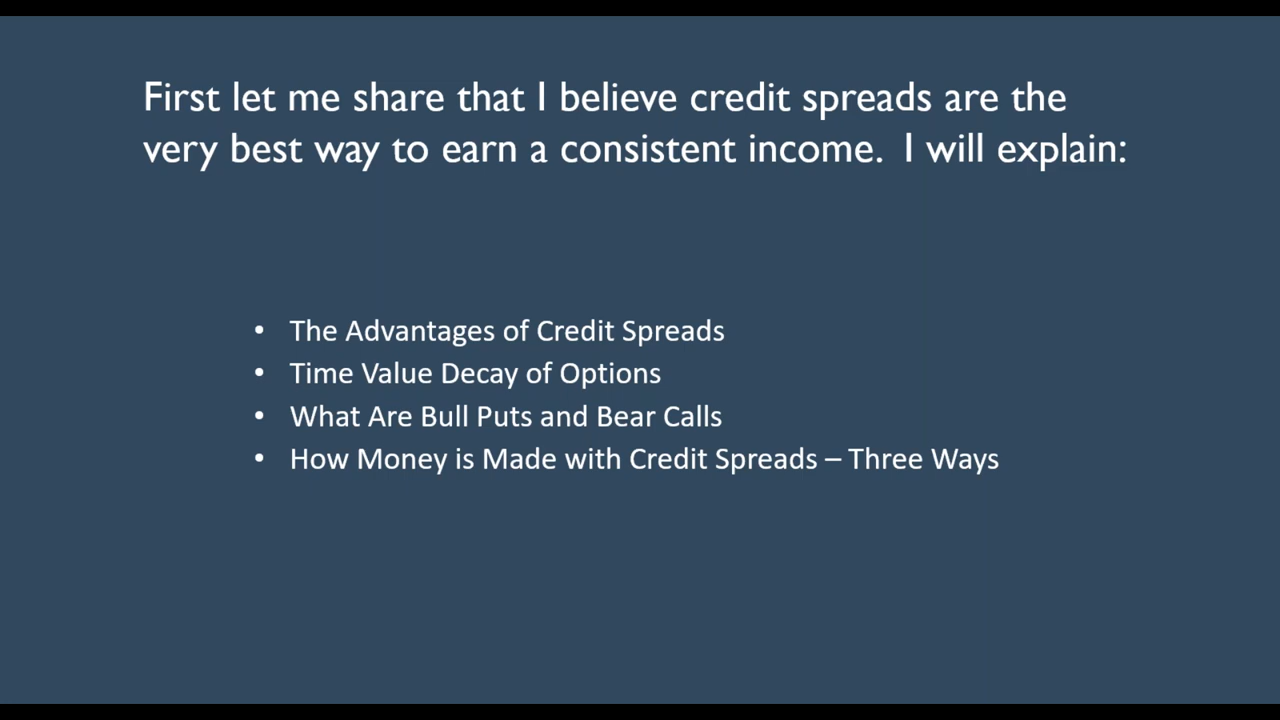 First let me share that I believe credit spreads are the
very best way to earn a consistent income.  I will explain:
• The Advantages of Credit Spreads
• Time Value Decay of Options
• What Are Bull Puts and Bear Calls
• How Money is Made with Credit Spreads – Three Ways